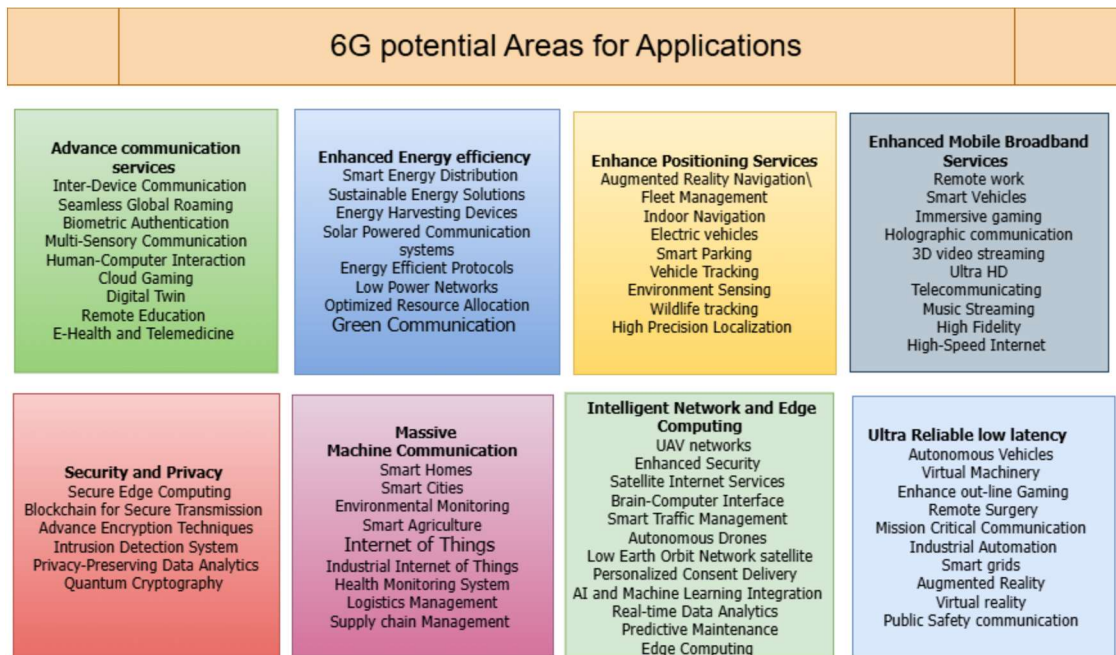 6G potential Areas for Applications
Advance communication
services
Inter-Device Communication
Seamless Global Roaming
Biometric Authentication
Multi-Sensory Communication
Human-Computer Interaction
Cloud Gaming
Digital Twin
Remote Education
E-Health and Telemedicine
Enhanced Energy efficiency
Smart Energy Distribution
Sustainable Energy Solutions
Energy Harvesting Devices
Solar Powered Communication
systems
Energy Efficient Protocols
Low Power Networks
Optimized Resource Allocation
Green Communication
Enhance Positioning Services
Augmented Reality Navigation\
Fleet Management
Indoor Navigation
Electric vehicles
Smart Parking
Vehicle Tracking
Environment Sensing
Wildlife tracking
High Precision Localization
Enhanced Mobile Broadband
Services
Remote work
Smart Vehicles
Immersive gaming
Holographic communication
3D video streaming
Ultra HD
Telecommunicating
Music Streaming
High Fidelity
High-Speed Internet
Security and Privacy
Secure Edge Computing
Blockchain for Secure Transmission
Advance Encryption Techniques
Intrusion Detection System
Privacy-Preserving Data Analytics
Quantum Cryptography
Massive
Machine Communication
Smart Homes
Smart Cities
Environmental Monitoring
Smart Agriculture
Internet of Things
Industrial Internet of Things
Health Monitoring System
Logistics Management
Supply chain Management
Intelligent Network and Edge
Computing
UAV networks
Enhanced Security
Satellite Internet Services
Brain-Computer Interface
Smart Traffic Management
Autonomous Drones
Low Earth Orbit Network satellite
Personalized Consent Delivery
AI and Machine Learning Integration
Real-time Data Analytics
Predictive Maintenance
Edge Computing
Ultra Reliable low latency
Autonomous Vehicles
Virtual Machinery
Enhance out-line Gaming
Remote Surgery
Mission Critical Communication
Industrial Automation
Smart grids
Augmented Reality
Virtual reality
Public Safety communication